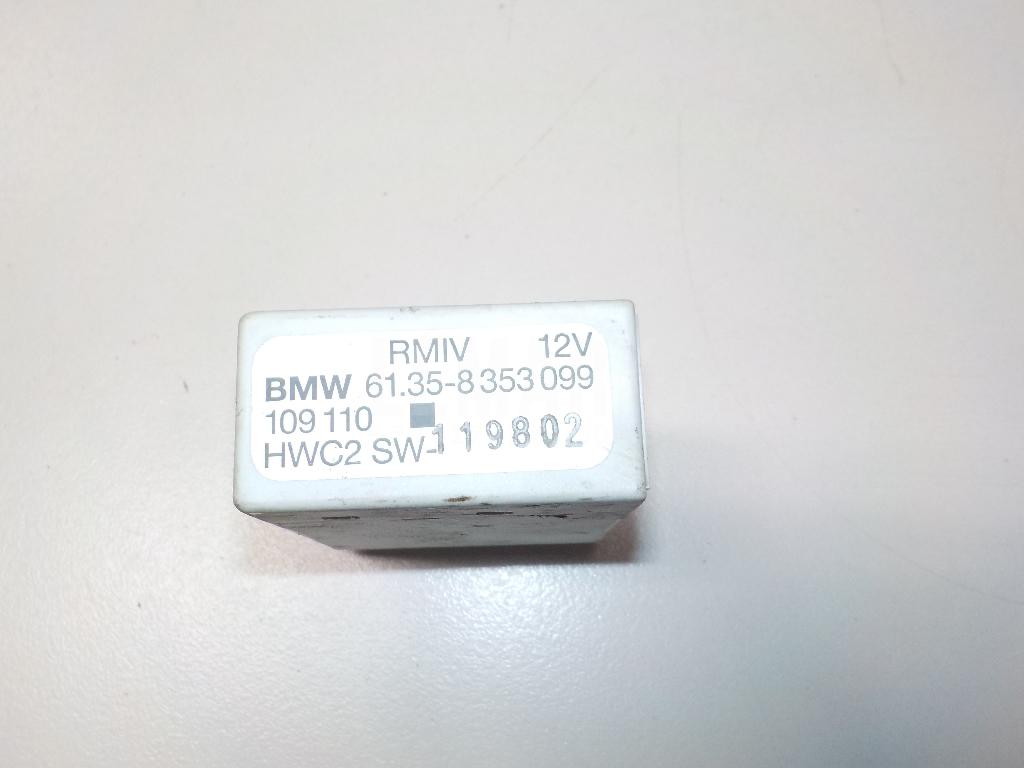 RMIV 12V
BMW 61.35-8 353 099
109 110
HWC2 SW-119802